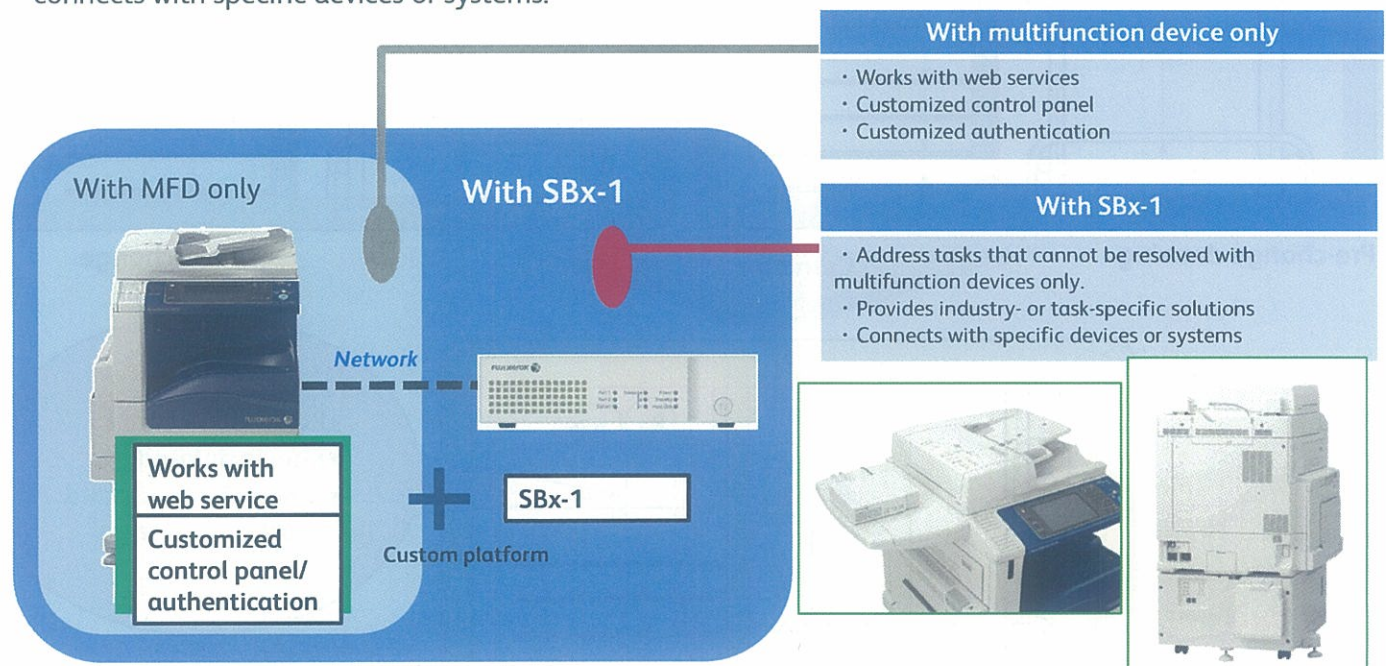 connects with specific devices or systems.
With multifunction device only
· Works with web services
· Customized control panel
· Customized authentication
With MFD only
With SBx-1
With SBx-1
· Address tasks that cannot be resolved with
multifunction devices only.
· Provides industry- or task-specific solutions
· Connects with specific devices or systems
Network
FUJI XEROX
Works with
web service
Customized
control panel/
authentication
SBx-1
Custom platform